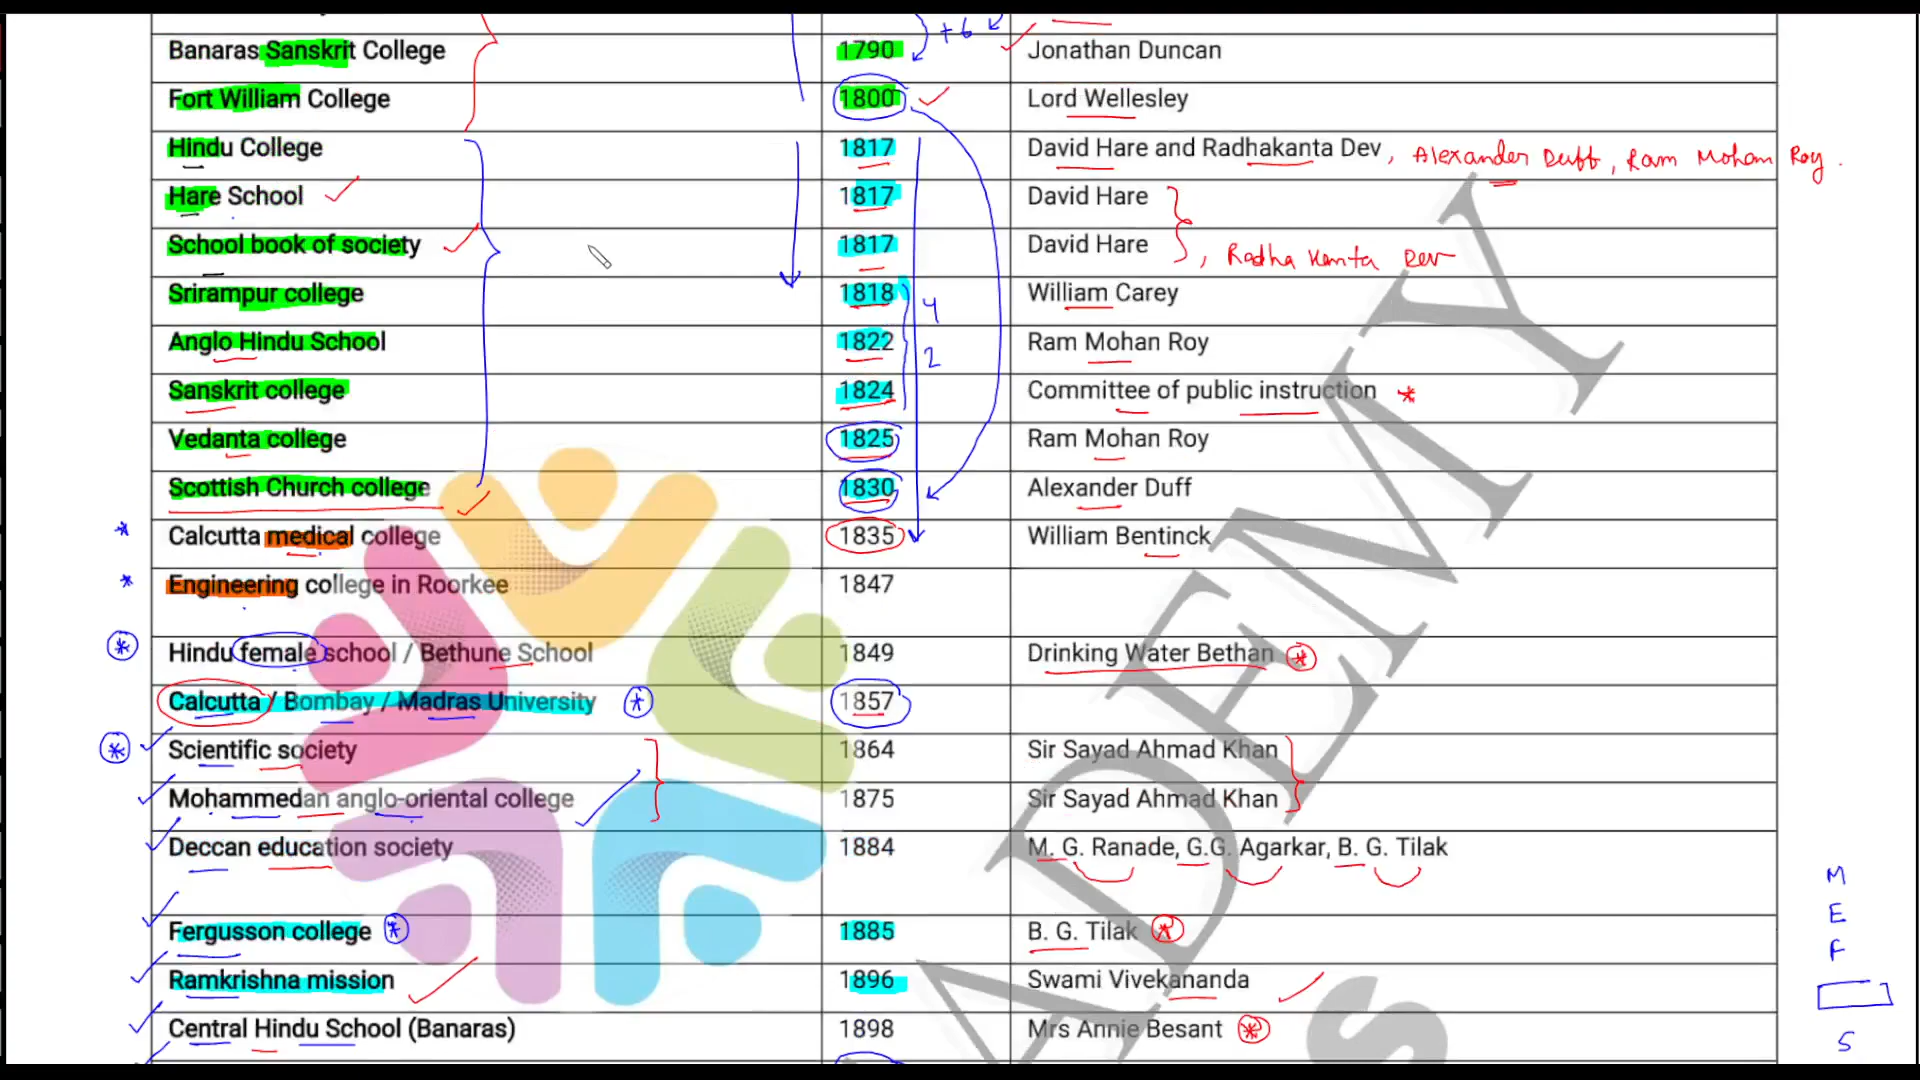 +6
Banaras Sanskrit College 1790 Jonathan Duncan
Fort William College 1800 Lord Wellesley
Hindu College 1817 David Hare and Radhakanta Dev , Alexander Duff, Ram Mohan Roy.
Hare School 1817 David Hare
School book of society 1817 David Hare , Radha Kanta Dev
Srirampur college 1818 4 William Carey
Anglo Hindu School 1822 2 Ram Mohan Roy
Sanskrit college 1824 Committee of public instruction *
Vedanta college 1825 Ram Mohan Roy
Scottish Church college 1830 Alexander Duff
* Calcutta medical college 1835 William Bentinck
* Engineering college in Roorkee 1847
* Hindu female school / Bethune School 1849 Drinking Water Bethan *
Calcutta / Bombay / Madras University * 1857
* Scientific society 1864 Sir Sayad Ahmad Khan
Mohammedan anglo-oriental college 1875 Sir Sayad Ahmad Khan
Deccan education society 1884 M. G. Ranade, G.G. Agarkar, B. G. Tilak
Fergusson college * 1885 B. G. Tilak *
Ramkrishna mission 1896 Swami Vivekananda
Central Hindu School (Banaras) 1898 Mrs Annie Besant *
M
E
F
S
ADEMY
s